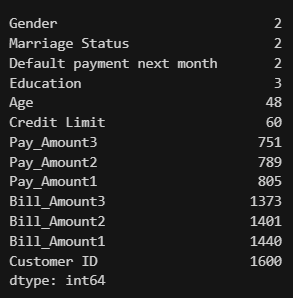 Gender 2
Marriage Status 2
Default payment next month 2
Education 3
Age 48
Credit Limit 60
Pay_Amount3 751
Pay_Amount2 789
Pay_Amount1 805
Bill_Amount3 1373
Bill_Amount2 1401
Bill_Amount1 1440
Customer ID 1600
dtype: int64